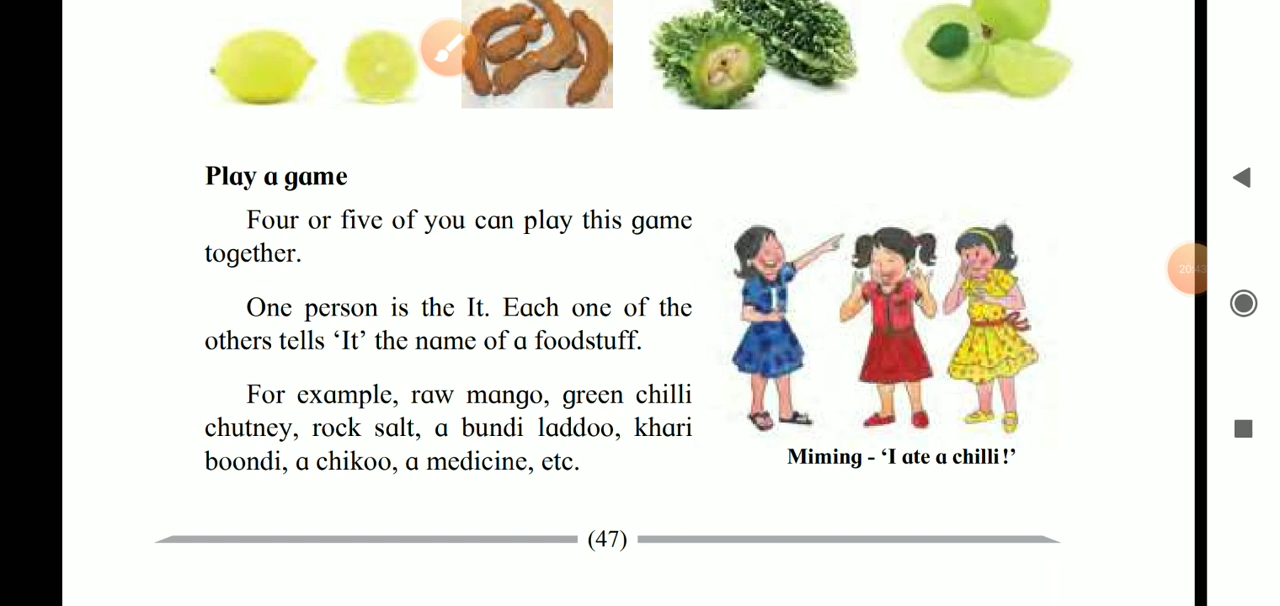 Play a game
Four or five of you can play this game
together.
One person is the It. Each one of the
others tells ‘It’ the name of a foodstuff.
For example, raw mango, green chilli
chutney, rock salt, a bundi laddoo, khari
boondi, a chikoo, a medicine, etc.
Miming - ‘I ate a chilli!’
(47)
20:43